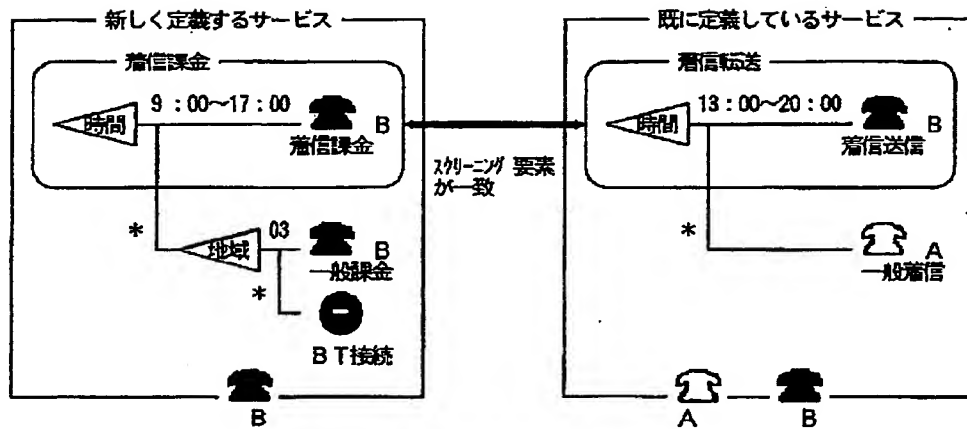 新しく定義するサービス
着信課金
時間
9:00～17:00
B
着信課金
*
地域
03
B
一般課金
*
BT接続
B
スクリーニング 要素
が一致
既に定義しているサービス
着信転送
時間
13:00～20:00
B
着信送信
*
A
一般着信
A
B